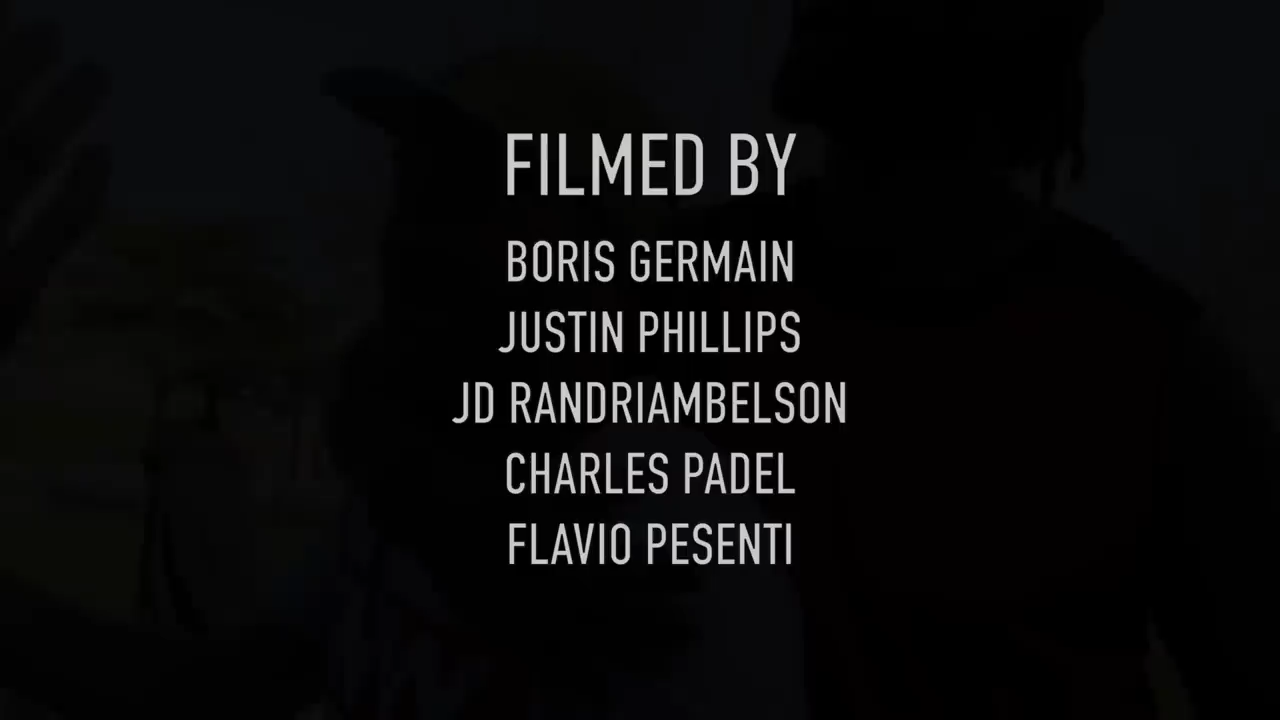 FILMED BY
BORIS GERMAIN
JUSTIN PHILLIPS
JD RANDRIAMBELSON
CHARLES PADEL
FLAVIO PESENTI